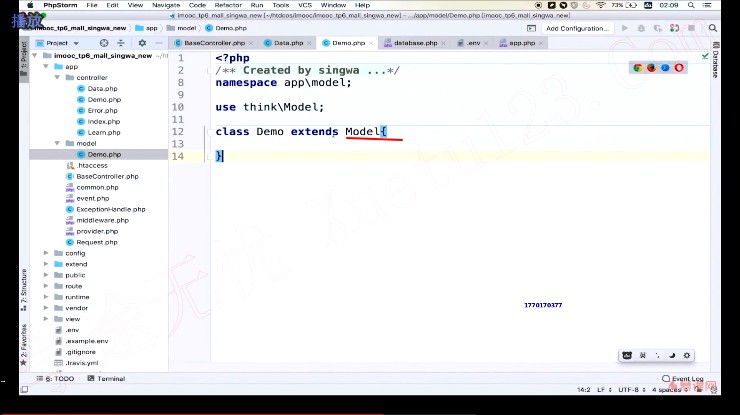 播放
PhpStorm File Edit View Navigate Code Refactor Run Tools VCS Window Help 73% 02:09
imooc_tp6_mall_singwa_new [~/ntdcos/imooc/imooc_tp6_mall_singwa_new] - .../app/model/Demo.php [imooc_tp6_mall_singwa_new]
imooc_tp6_mall_singwa_new app model Demo.php Add Configuration...
Project
BaseController.php Data.php Demo.php database.php .env app.php
1: Project
Database
imooc_tp6_mall_singwa_new ~/nt
app
controller
Data.php
Demo.php
Error.php
Index.php
Learn.php
model
Demo.php
.htaccess
BaseController.php
common.php
event.php
ExceptionHandle.php
middleware.php
provider.php
Request.php
config
extend
public
route
runtime
vendor
view
.env
.example.env
.gitignore
.travis.yml
7: Structure
2: Favorites
1 <?php
2 /** Created by singwa ...*/
8 namespace app\model;
9
10 use think\Model;
11
12 class Demo extends Model{
13
14 }
1770170377
英
6: TODO Terminal Event Log
14:2 LF UTF-8 4 spaces